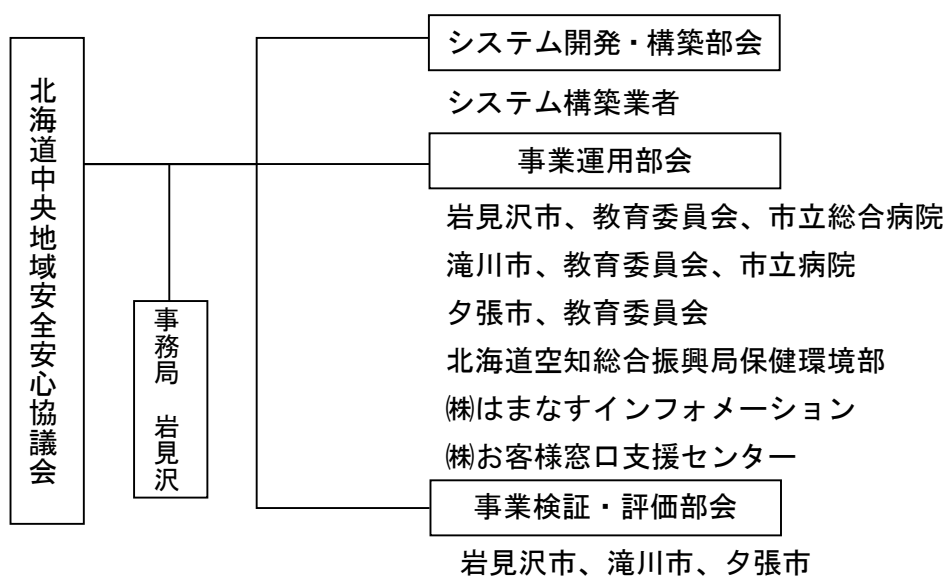 北海道中央地域安全安心協議会
事務局　岩見沢
システム開発・構築部会
システム構築業者
事業運用部会
岩見沢市、教育委員会、市立総合病院
滝川市、教育委員会、市立病院
夕張市、教育委員会
北海道空知総合振興局保健環境部
㈱はまなすインフォメーション
㈱お客様窓口支援センター
事業検証・評価部会
岩見沢市、滝川市、夕張市